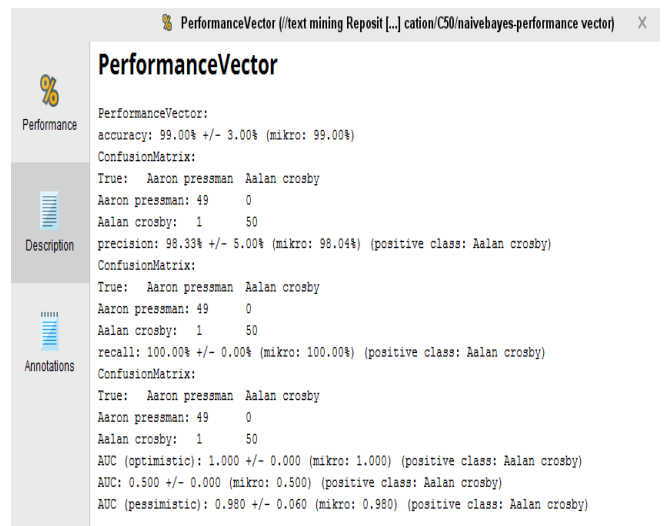 PerformanceVector (//text mining Reposit [...] cation/C50/naivebayes-performance vector) X
PerformanceVector
Performance
Description
Annotations
PerformanceVector:
accuracy: 99.00% +/- 3.00% (mikro: 99.00%)
ConfusionMatrix:
True: Aaron pressman Aalan crosby
Aaron pressman: 49 0
Aalan crosby: 1 50
precision: 98.33% +/- 5.00% (mikro: 98.04%) (positive class: Aalan crosby)
ConfusionMatrix:
True: Aaron pressman Aalan crosby
Aaron pressman: 49 0
Aalan crosby: 1 50
recall: 100.00% +/- 0.00% (mikro: 100.00%) (positive class: Aalan crosby)
ConfusionMatrix:
True: Aaron pressman Aalan crosby
Aaron pressman: 49 0
Aalan crosby: 1 50
AUC (optimistic): 1.000 +/- 0.000 (mikro: 1.000) (positive class: Aalan crosby)
AUC: 0.500 +/- 0.000 (mikro: 0.500) (positive class: Aalan crosby)
AUC (pessimistic): 0.980 +/- 0.060 (mikro: 0.980) (positive class: Aalan crosby)